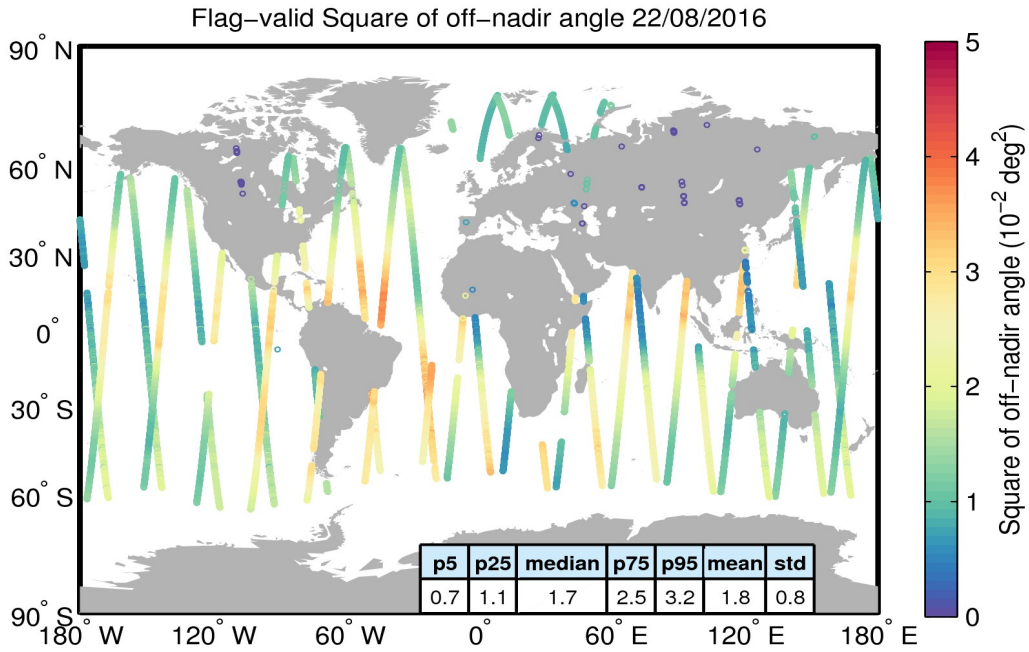 Flag−valid Square of off−nadir angle 22/08/2016
90° N
60° N
30° N
0°
30° S
60° S
90° S
180° W
120° W
60° W
0°
60° E
120° E
180° E
p5 p25 median p75 p95 mean std
0.7 1.1 1.7 2.5 3.2 1.8 0.8
5
4
3
2
1
0
Square of off−nadir angle (10⁻² deg²)